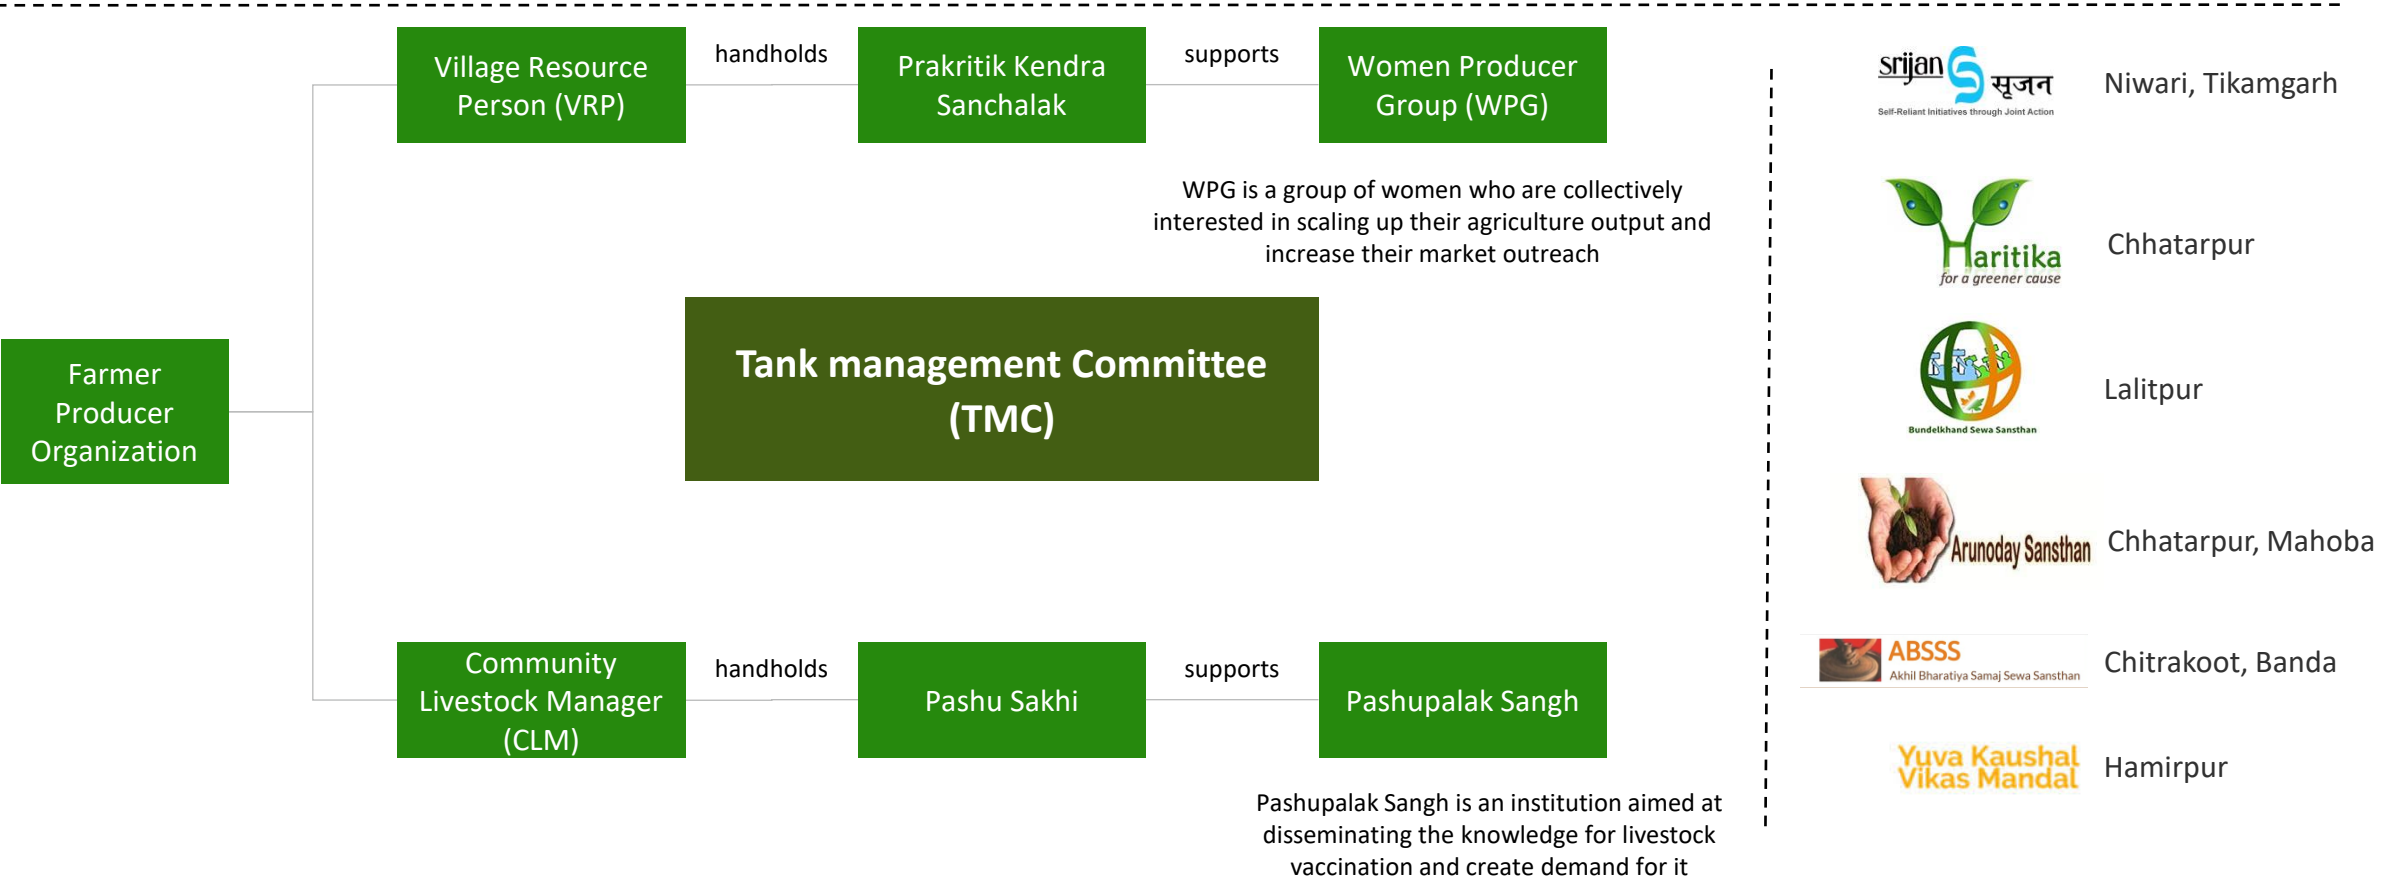 Village Resource
Person (VRP)
handholds
Prakritik Kendra
Sanchalak
supports
Women Producer
Group (WPG)
WPG is a group of women who are collectively
interested in scaling up their agriculture output and
increase their market outreach
Farmer
Producer
Organization
Tank management Committee
(TMC)
Community
Livestock Manager
(CLM)
handholds
Pashu Sakhi
supports
Pashupalak Sangh
Pashupalak Sangh is an institution aimed at
disseminating the knowledge for livestock
vaccination and create demand for it
srijan
सृजन
Self-Reliant Initiatives through Joint Action
Niwari, Tikamgarh
Haritika
for a greener cause
Chhatarpur
Bundelkhand Sewa Sansthan
Lalitpur
Arunoday Sansthan
Chhatarpur, Mahoba
ABSSS
Akhil Bharatiya Samaj Sewa Sansthan
Chitrakoot, Banda
Yuva Kaushal
Vikas Mandal
Hamirpur